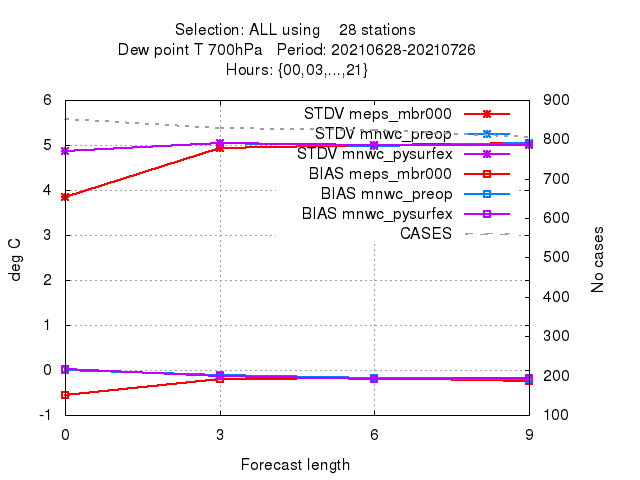 Selection: ALL using    28 stations
Dew point T 700hPa   Period: 20210628-20210726
Hours: {00,03,...,21}
6
5
4
3
2
1
0
-1
deg C
STDV meps_mbr000
STDV mnwc_preop
STDV mnwc_pysurfex
BIAS meps_mbr000
BIAS mnwc_preop
BIAS mnwc_pysurfex
CASES
900
800
700
600
500
400
300
200
100
No cases
0 3 6 9
Forecast length